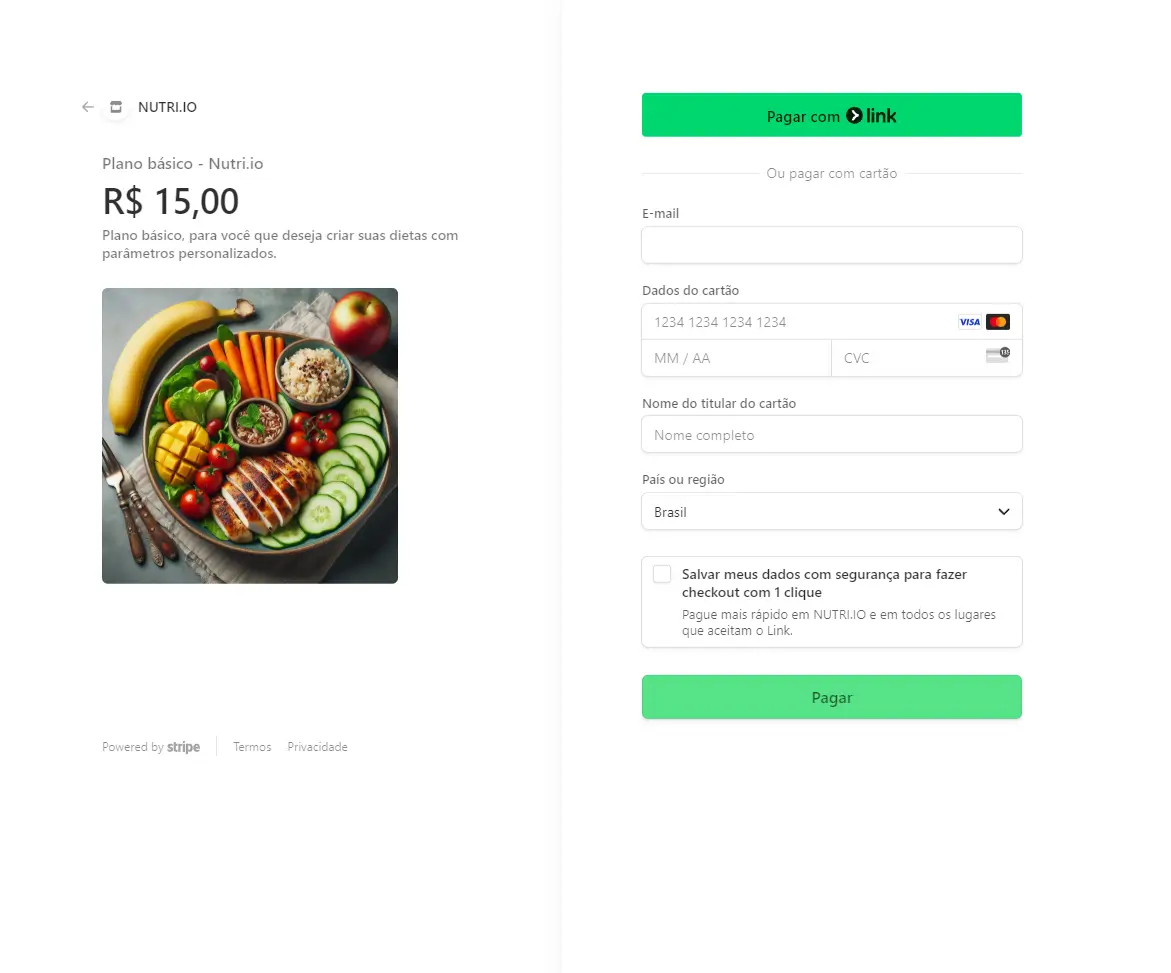 NUTRI.IO
Plano básico - Nutri.io
R$ 15,00
Plano básico, para você que deseja criar suas dietas com
parâmetros personalizados.
Powered by stripe
Termos
Privacidade
Pagar com link
Ou pagar com cartão
E-mail
Dados do cartão
1234 1234 1234 1234
VISA
MM / AA
CVC
135
Nome do titular do cartão
Nome completo
País ou região
Brasil
Salvar meus dados com segurança para fazer
checkout com 1 clique
Pague mais rápido em NUTRI.IO e em todos os lugares
que aceitam o Link.
Pagar